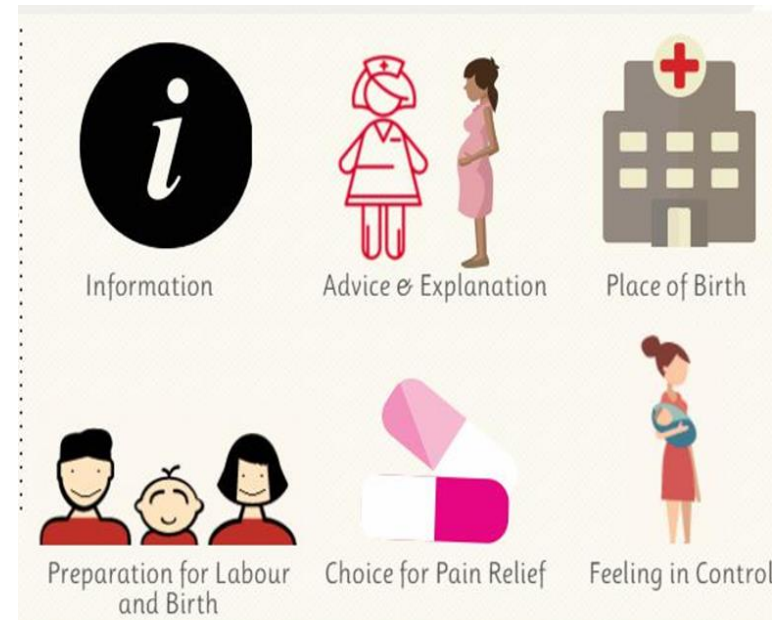 i
Information
Advice & Explanation
Place of Birth
Preparation for Labour
and Birth
Choice for Pain Relief
Feeling in Control